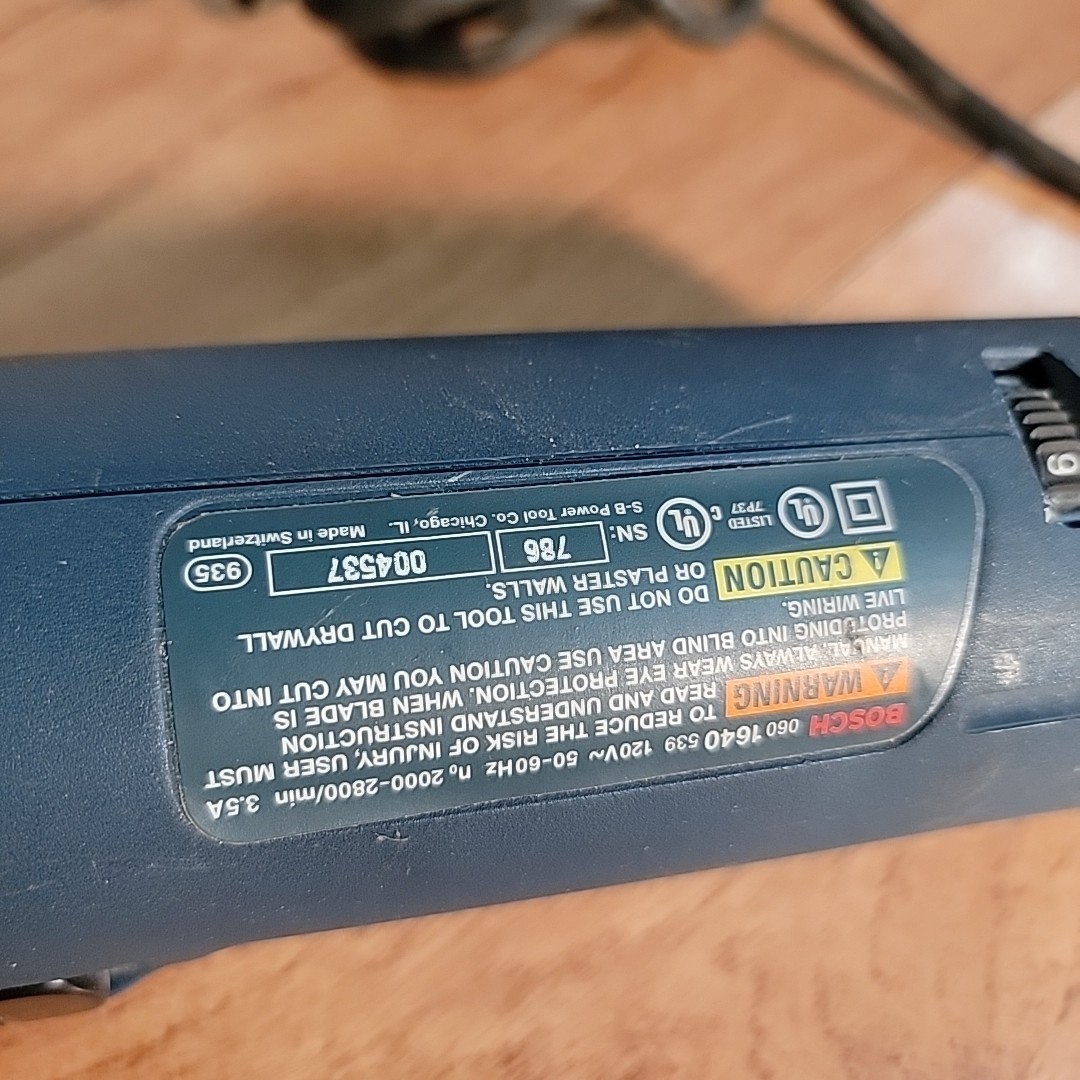 BOSCH 060 1640 539 120V~ 50-60Hz n₀ 2000-2800/min 3.5A
WARNING TO REDUCE THE RISK OF INJURY, USER MUST
READ AND UNDERSTAND INSTRUCTION
MANUAL. ALWAYS WEAR EYE PROTECTION. WHEN BLADE IS
PROTUDING INTO BLIND AREA USE CAUTION YOU MAY CUT INTO
LIVE WIRING.
CAUTION DO NOT USE THIS TOOL TO CUT DRYWALL
OR PLASTER WALLS.
UL LISTED 7P37 C UL SN: 786 004537 935
S-B Power Tool Co. Chicago, IL. Made in Switzerland
6